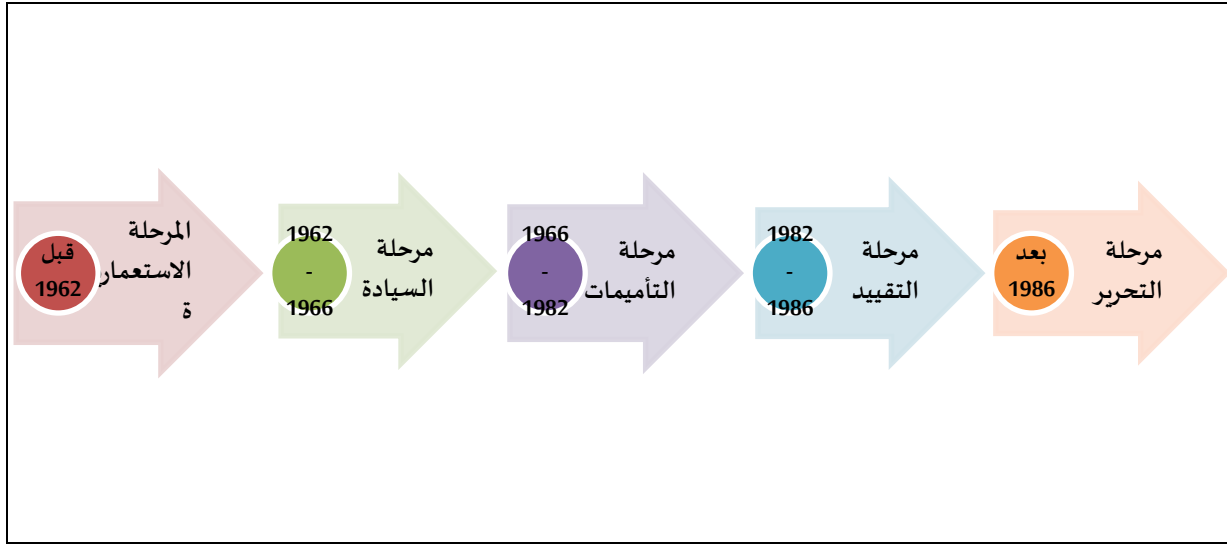 قبل
1962
المرحلة
الاستعماري
ة
1962
-
1966
مرحلة
السيادة
1966
-
1982
مرحلة
التأميمات
1982
-
1986
مرحلة
التقييد
بعد
1986
مرحلة
التحرير